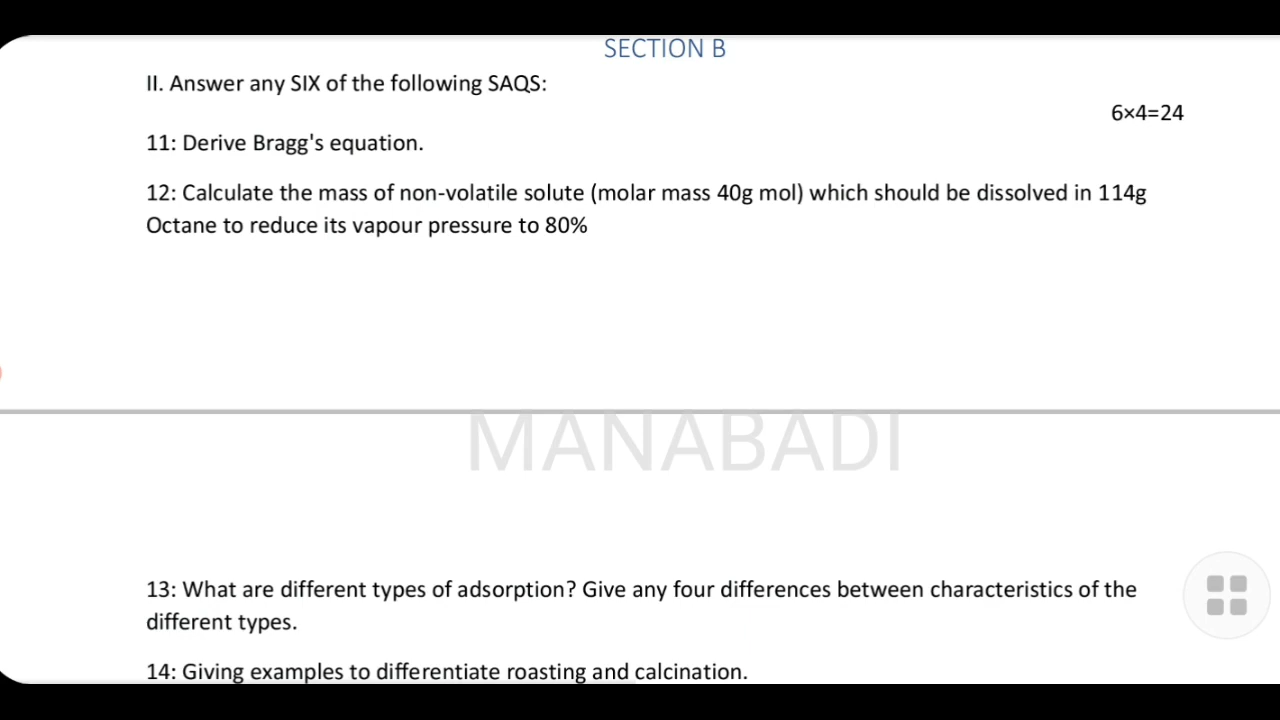 SECTION B
II. Answer any SIX of the following SAQS:
6×4=24
11: Derive Bragg's equation.
12: Calculate the mass of non-volatile solute (molar mass 40g mol) which should be dissolved in 114g
Octane to reduce its vapour pressure to 80%
MANABADI
13: What are different types of adsorption? Give any four differences between characteristics of the
different types.
14: Giving examples to differentiate roasting and calcination.